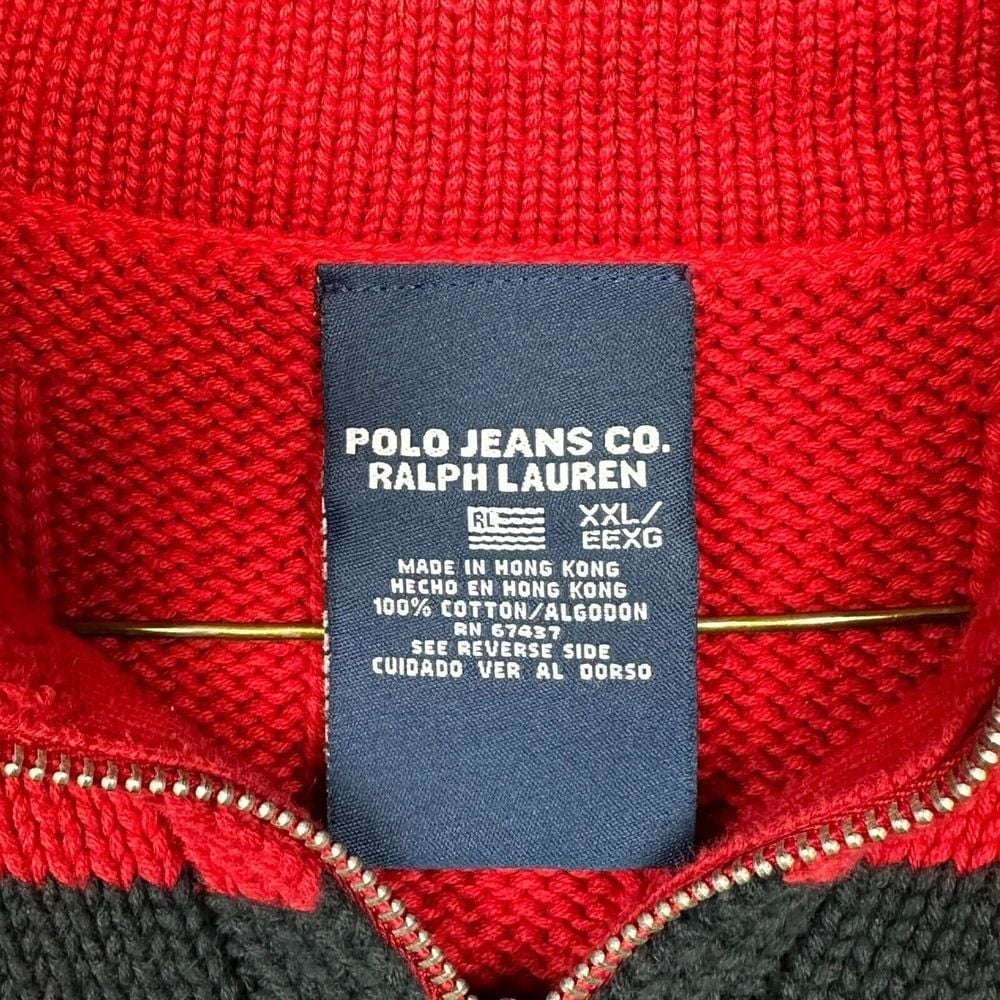 POLO JEANS CO.
RALPH LAUREN
RL XXL/
EEXG
MADE IN HONG KONG
HECHO EN HONG KONG
100% COTTON/ALGODON
RN 67437
SEE REVERSE SIDE
CUIDADO VER AL DORSO